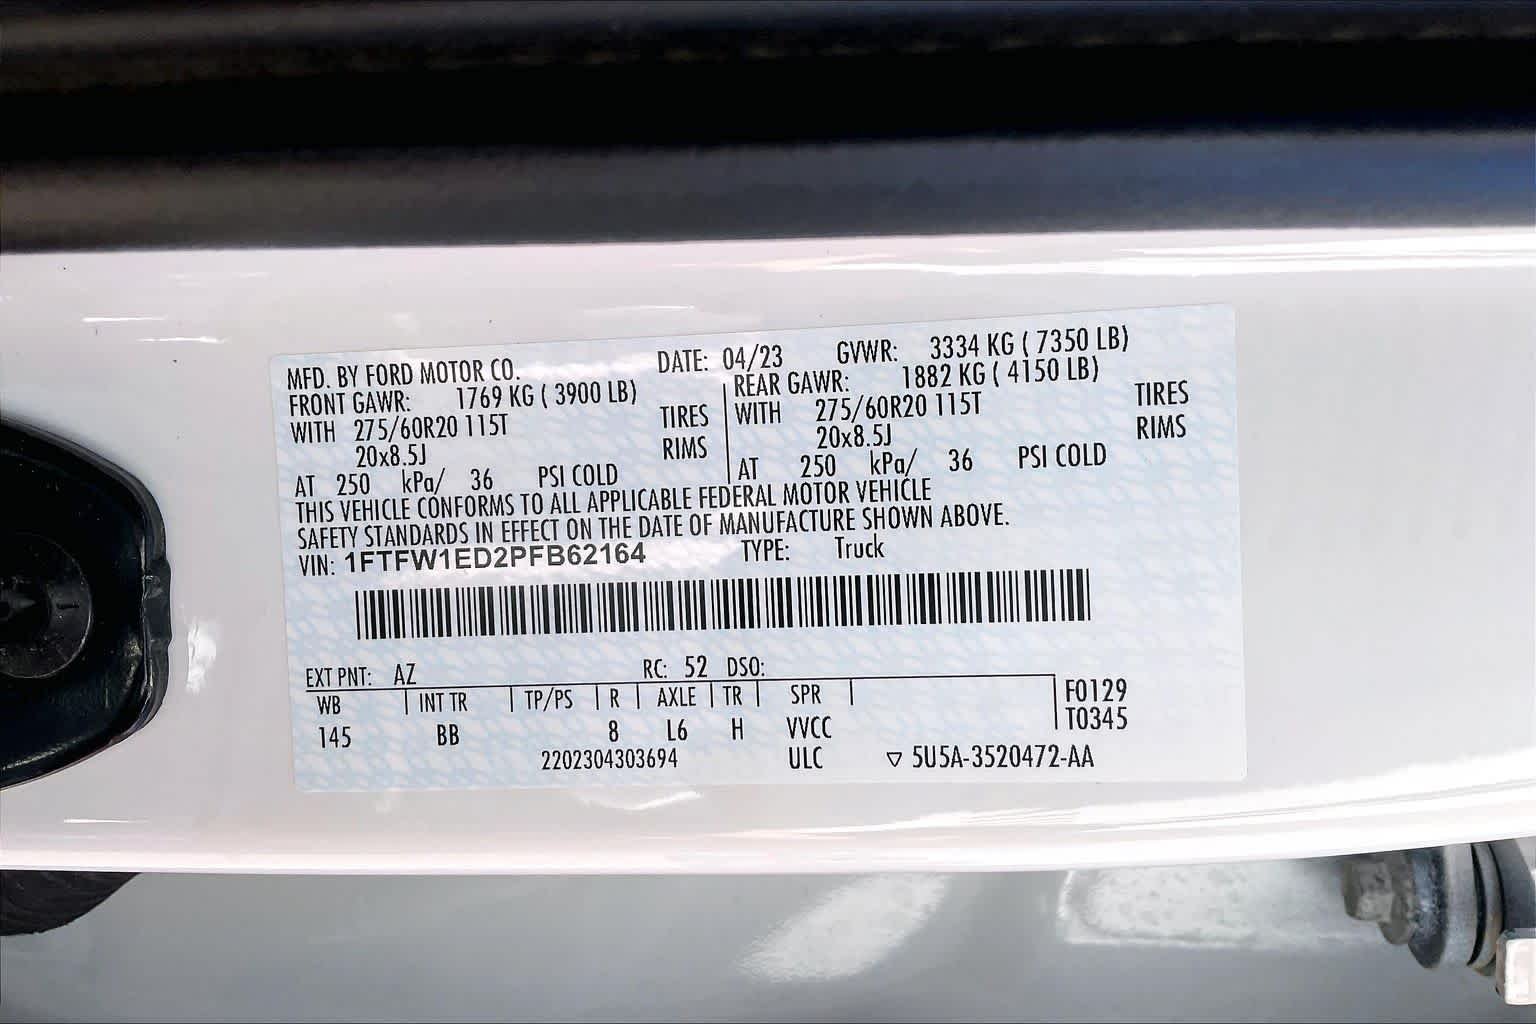 MFD. BY FORD MOTOR CO. DATE: 04/23 GVWR: 3334 KG ( 7350 LB)
FRONT GAWR: 1769 KG ( 3900 LB) REAR GAWR: 1882 KG ( 4150 LB)
WITH 275/60R20 115T TIRES WITH 275/60R20 115T TIRES
20x8.5J RIMS 20x8.5J RIMS
AT 250 kPa/ 36 PSI COLD AT 250 kPa/ 36 PSI COLD
THIS VEHICLE CONFORMS TO ALL APPLICABLE FEDERAL MOTOR VEHICLE
SAFETY STANDARDS IN EFFECT ON THE DATE OF MANUFACTURE SHOWN ABOVE.
VIN: 1FTFW1ED2PFB62164 TYPE: Truck
EXT PNT: AZ RC: 52 DSO:
WB INT TR TP/PS R AXLE TR SPR F0129
145 BB 8 L6 H VVCC T0345
2202304303694 ULC ▽ 5U5A-3520472-AA